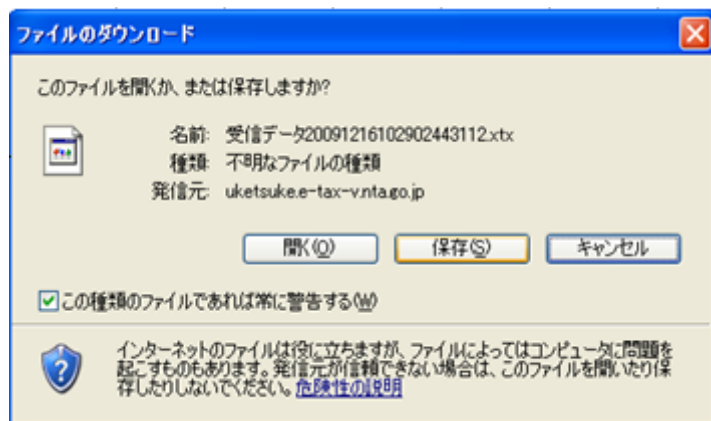 ファイルのダウンロード
このファイルを開くか、または保存しますか?
名前: 受信データ20091216102902443112.xtx
種類: 不明なファイルの種類
発信元: uketsuke.e-tax-v.nta.go.jp
開く(O) 保存(S) キャンセル
この種類のファイルであれば常に警告する(W)
インターネットのファイルは役に立ちますが、ファイルによってはコンピュータに問題を
起こすものもあります。発信元が信頼できない場合は、このファイルを開いたり保
存したりしないでください。危険性の説明